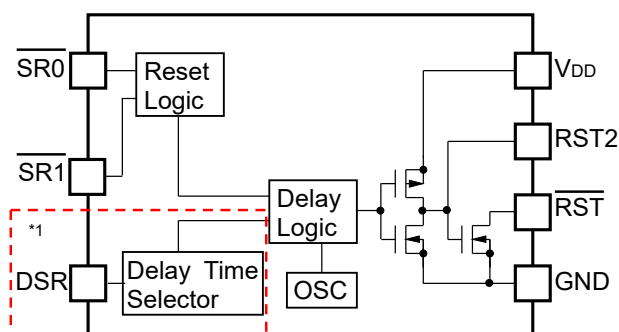 SR0
Reset
Logic
VDD
RST2
SR1
Delay
Logic
RST
*1
DSR
Delay Time
Selector
OSC
GND